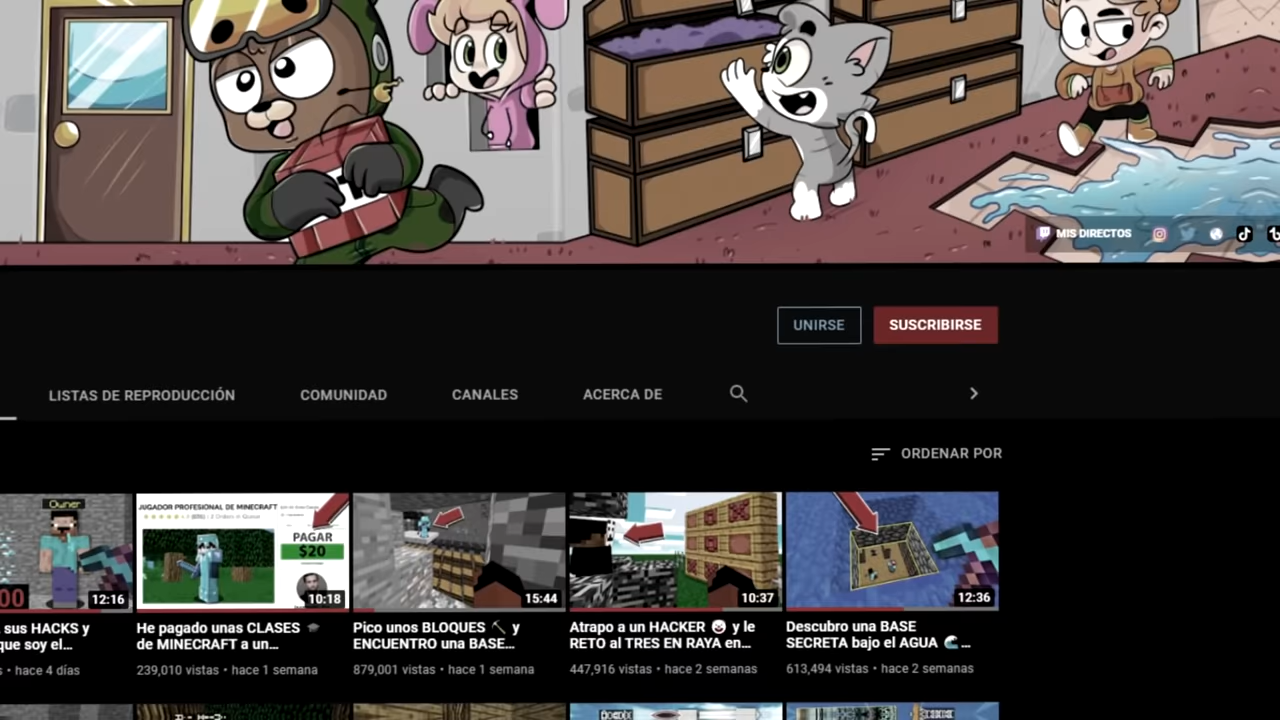 MIS DIRECTOS
UNIRSE
SUSCRIBIRSE
LISTAS DE REPRODUCCIÓN
COMUNIDAD
CANALES
ACERCA DE
ORDENAR POR
Owner
JUGADOR PROFESIONAL DE MINECRAFT
PAGAR
$20
00
12:16
10:18
15:44
10:37
12:36
sus HACKS y
que soy el...
hace 4 días
He pagado unas CLASES
de MINECRAFT a un...
239,010 vistas • hace 1 semana
Pico unos BLOQUES y
ENCUENTRO una BASE...
879,001 vistas • hace 1 semana
Atrapo a un HACKER y le
RETO al TRES EN RAYA en...
447,916 vistas • hace 2 semanas
Descubro una BASE
SECRETA bajo el AGUA ...
613,494 vistas • hace 2 semanas